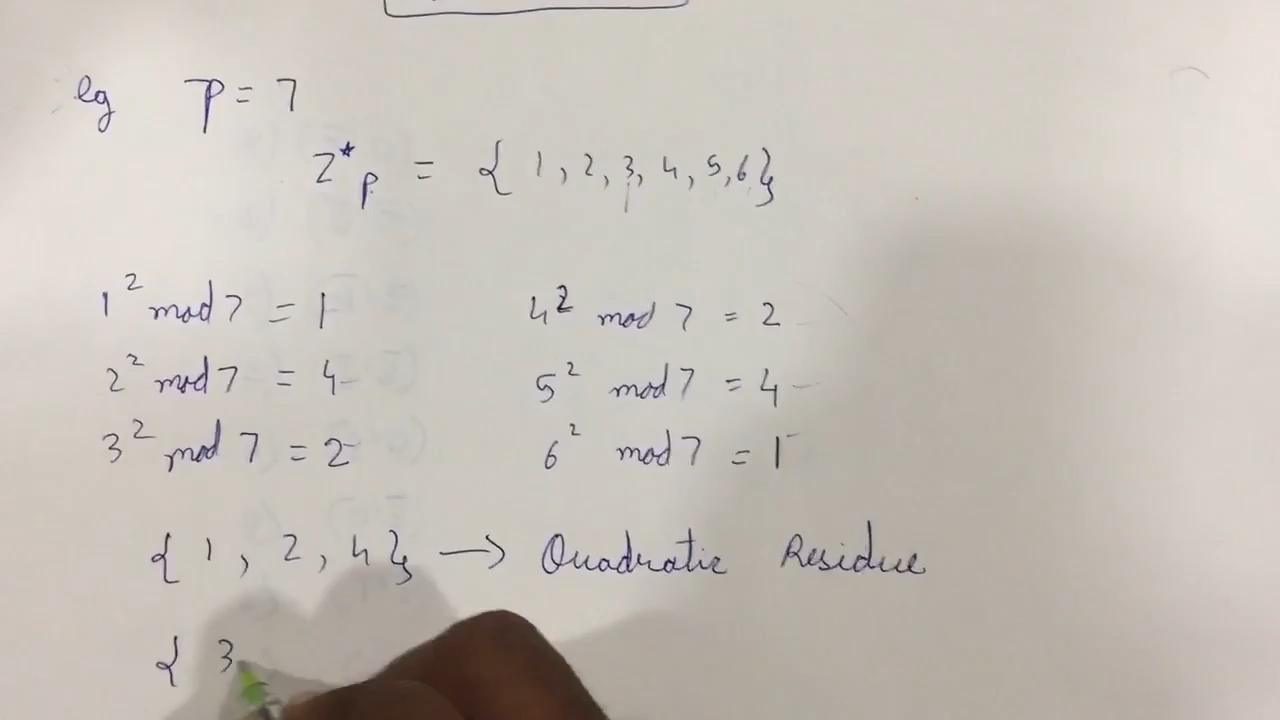 eg p = 7
Z*p = { 1, 2, 3, 4, 5, 6 }
1² mod 7 = 1
2² mod 7 = 4
3² mod 7 = 2
4² mod 7 = 2
5² mod 7 = 4
6² mod 7 = 1
{ 1, 2, 4 } → Quadratic Residue
{ 3